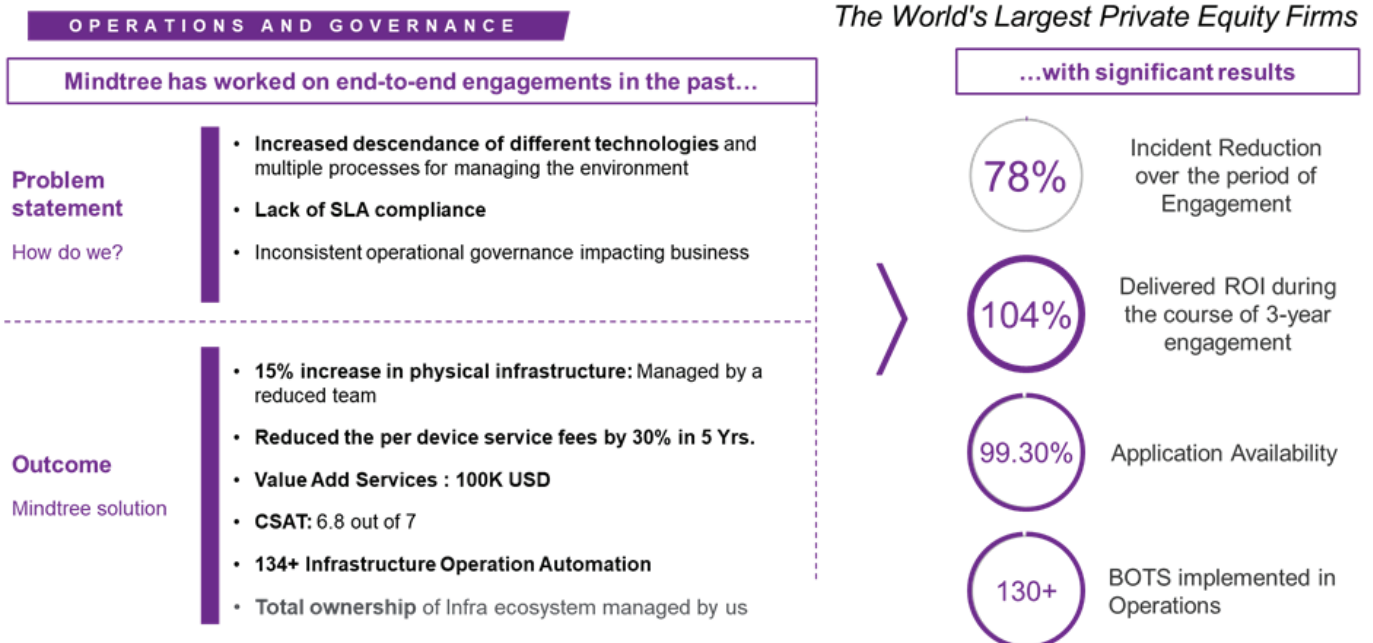 OPERATIONS AND GOVERNANCE
The World's Largest Private Equity Firms
Mindtree has worked on end-to-end engagements in the past…
Problem
statement
How do we?
• Increased descendance of different technologies and
multiple processes for managing the environment
• Lack of SLA compliance
• Inconsistent operational governance impacting business
Outcome
Mindtree solution
• 15% increase in physical infrastructure: Managed by a
reduced team
• Reduced the per device service fees by 30% in 5 Yrs.
• Value Add Services : 100K USD
• CSAT: 6.8 out of 7
• 134+ Infrastructure Operation Automation
• Total ownership of Infra ecosystem managed by us
…with significant results
78%
Incident Reduction
over the period of
Engagement
104%
Delivered ROI during
the course of 3-year
engagement
99.30%
Application Availability
130+
BOTS implemented in
Operations